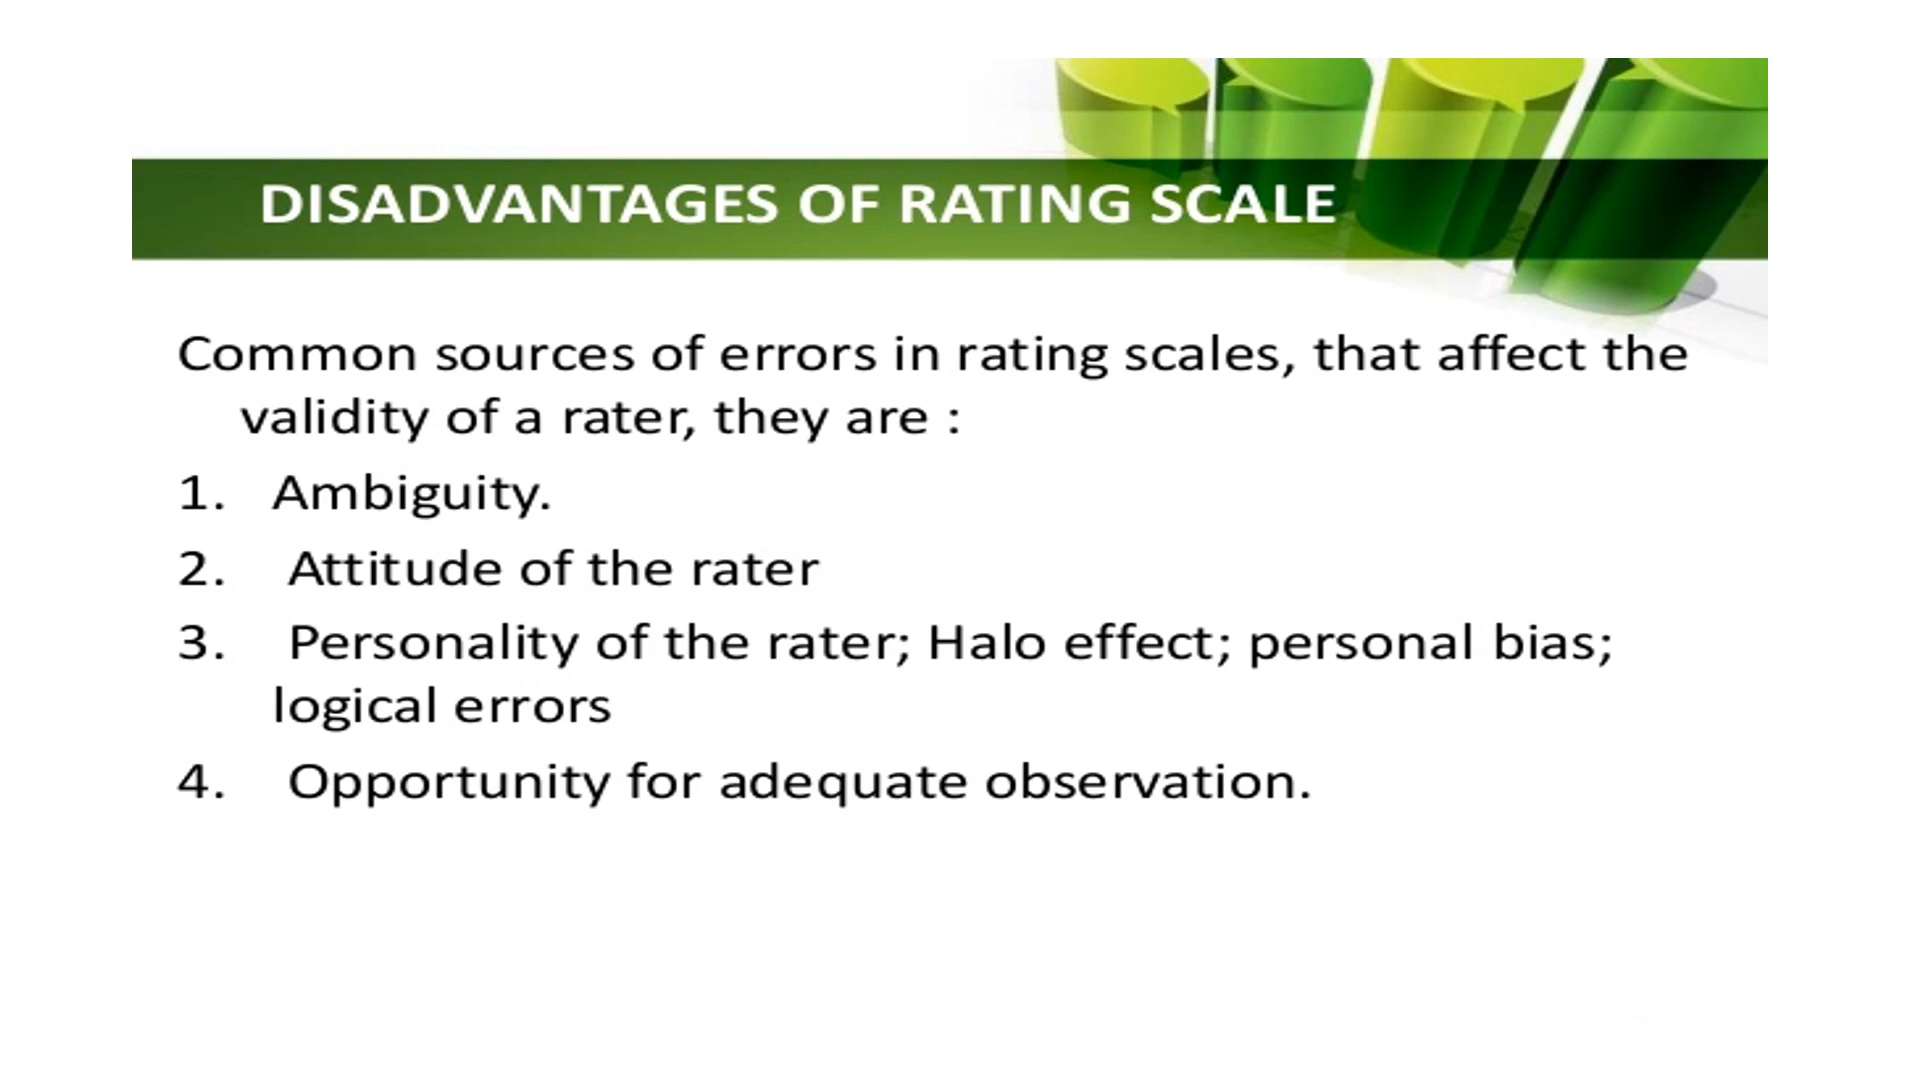 DISADVANTAGES OF RATING SCALE
Common sources of errors in rating scales, that affect the
validity of a rater, they are :
1. Ambiguity.
2. Attitude of the rater
3. Personality of the rater; Halo effect; personal bias;
logical errors
4. Opportunity for adequate observation.